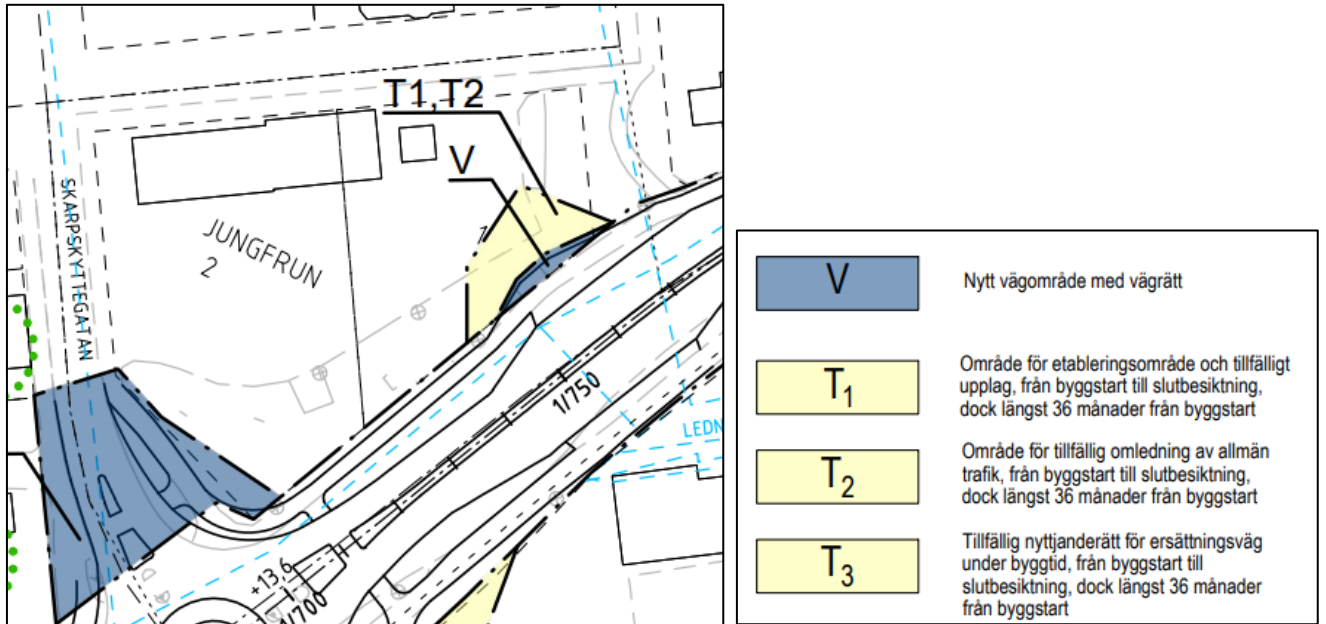 T1,T2
V
SKARPSKYTTEGATAN
JUNGFRUN
2
1
1/750
LEDN
+13,6
1/700
V
Nytt vägområde med vägrätt
T1
Område för etableringsområde och tillfälligt
upplag, från byggstart till slutbesiktning,
dock längst 36 månader från byggstart
T2
Område för tillfällig omledning av allmän
trafik, från byggstart till slutbesiktning,
dock längst 36 månader från byggstart
T3
Tillfällig nyttjanderätt för ersättningsväg
under byggtid, från byggstart till
slutbesiktning, dock längst 36 månader
från byggstart